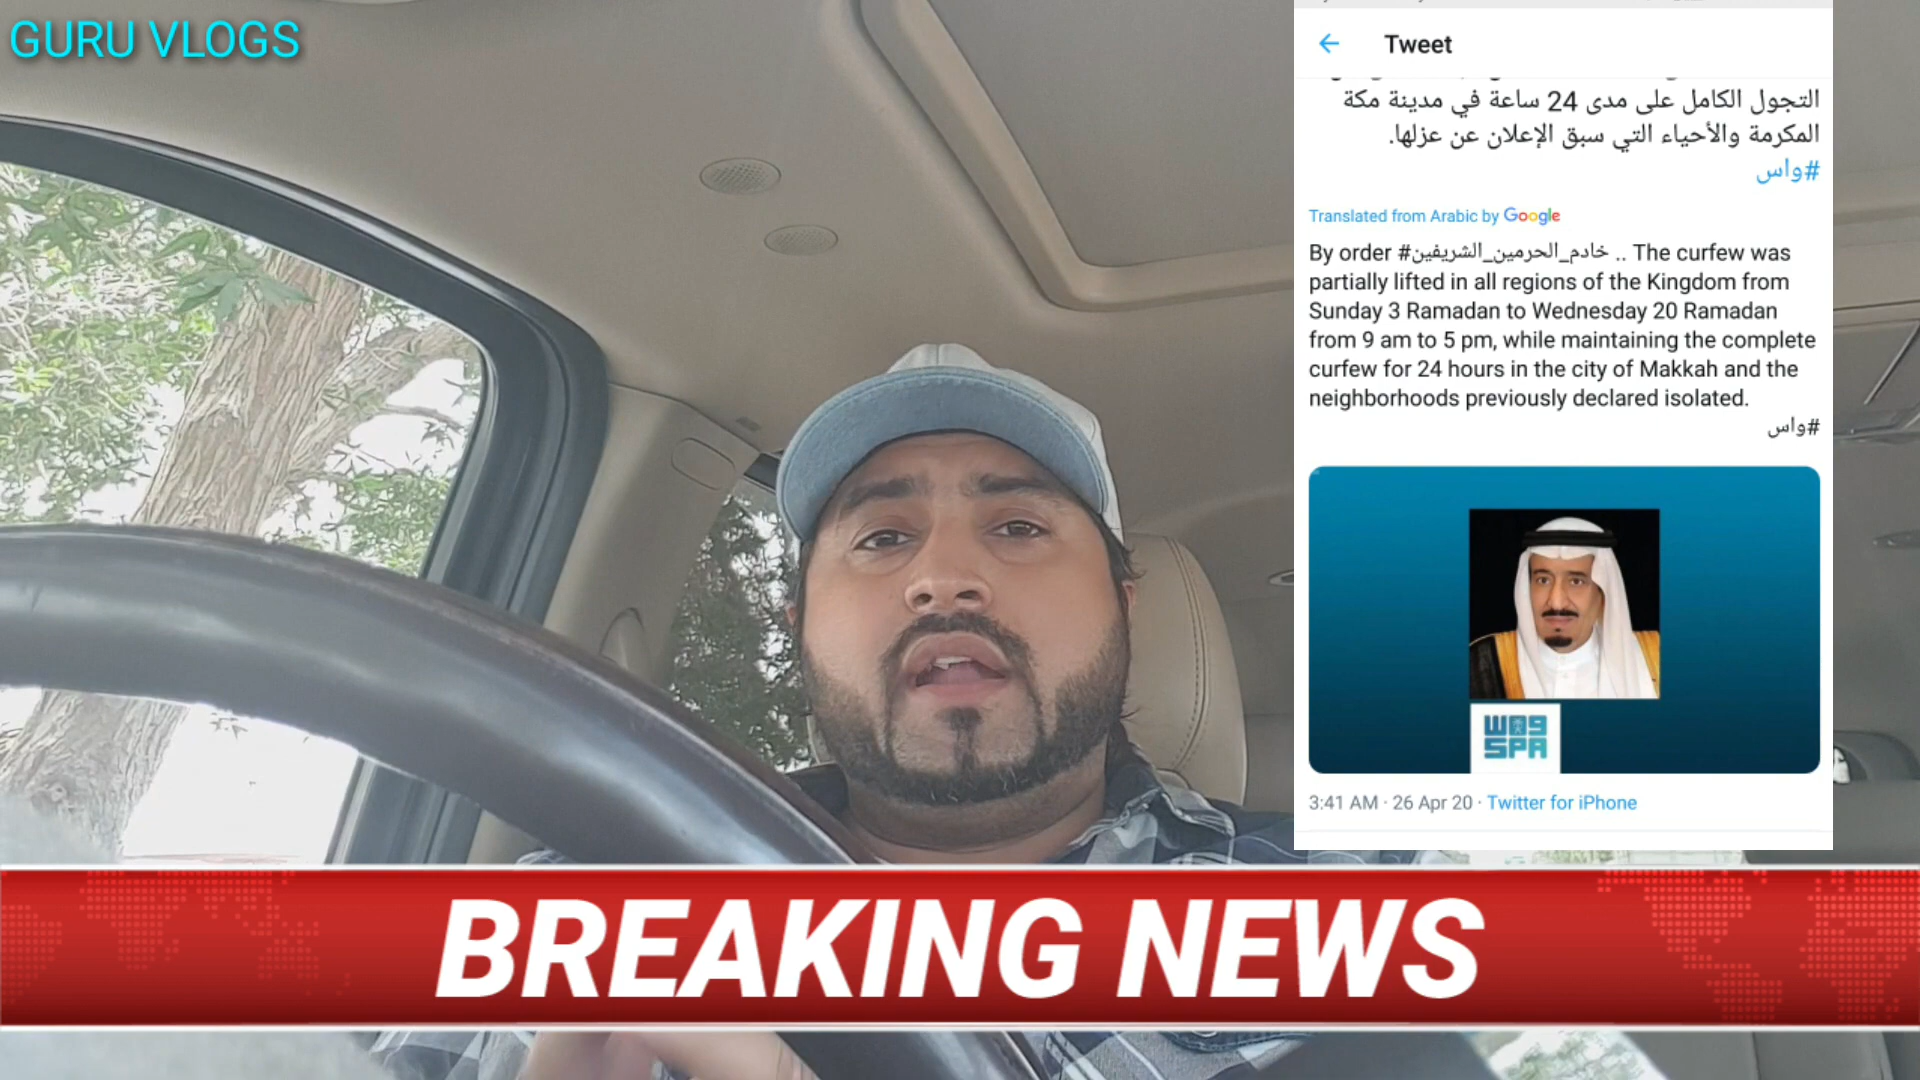 GURU VLOGS
Tweet
التجول الكامل على مدى 24 ساعة في مدينة مكة
المكرمة والأحياء التي سبق الإعلان عن عزلها.
#واس
Translated from Arabic by Google
By order #خادم_الحرمين_الشريفين .. The curfew was
partially lifted in all regions of the Kingdom from
Sunday 3 Ramadan to Wednesday 20 Ramadan
from 9 am to 5 pm, while maintaining the complete
curfew for 24 hours in the city of Makkah and the
neighborhoods previously declared isolated.
#واس
واس
SPA
3:41 AM · 26 Apr 20 · Twitter for iPhone
BREAKING NEWS